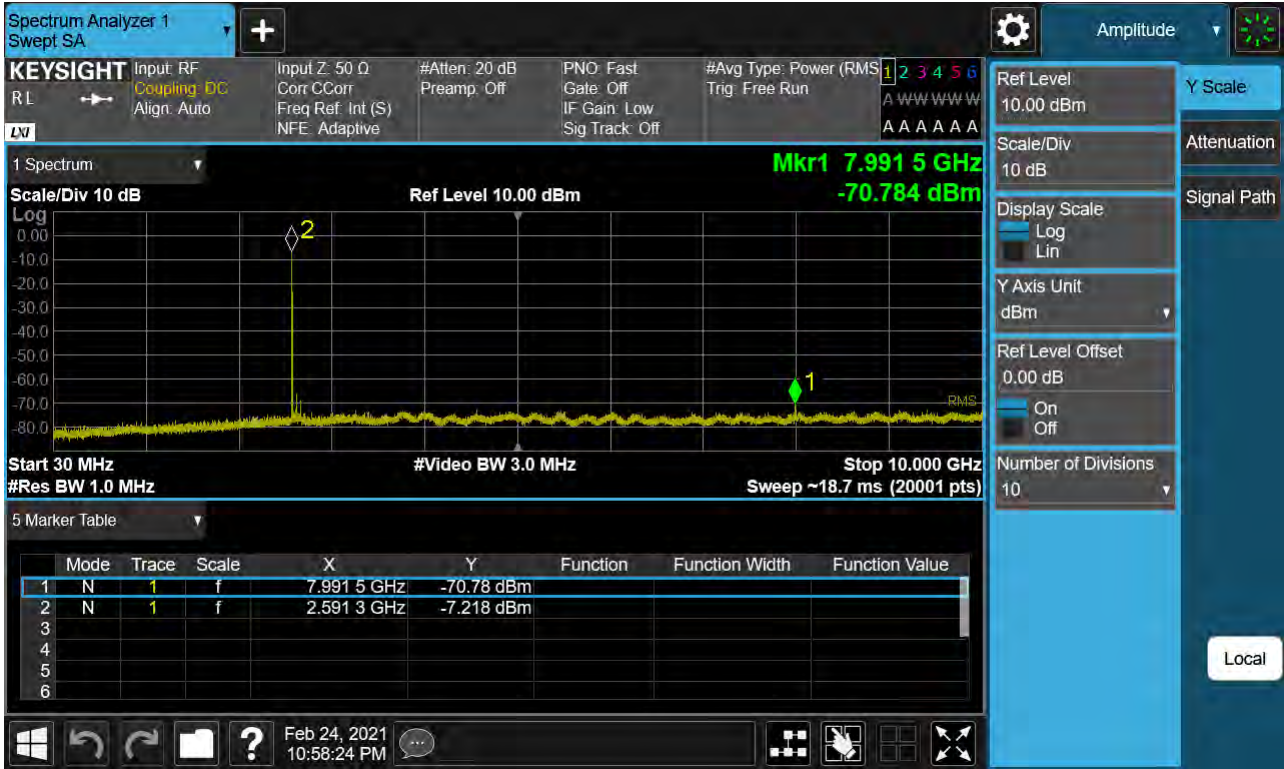 Spectrum Analyzer 1
Swept SA
Amplitude
KEYSIGHT
RL
LXI
Input: RF
Coupling: DC
Align: Auto
Input Z: 50 Ω
Corr CCorr
Freq Ref: Int (S)
NFE: Adaptive
#Atten: 20 dB
Preamp: Off
PNO: Fast
Gate: Off
IF Gain: Low
Sig Track: Off
#Avg Type: Power (RMS
Trig: Free Run
1 2 3 4 5 6
A W W W W W
A A A A A A
1 Spectrum
Mkr1 7.991 5 GHz
Scale/Div 10 dB
Ref Level 10.00 dBm
-70.784 dBm
Log
0.00
-10.0
-20.0
-30.0
-40.0
-50.0
-60.0
-70.0
-80.0
2
1
RMS
Start 30 MHz
#Video BW 3.0 MHz
Stop 10.000 GHz
#Res BW 1.0 MHz
Sweep ~18.7 ms (20001 pts)
5 Marker Table
Mode Trace Scale X Y Function Function Width Function Value
1 N 1 f 7.991 5 GHz -70.78 dBm
2 N 1 f 2.591 3 GHz -7.218 dBm
3
4
5
6
Feb 24, 2021
10:58:24 PM
Ref Level
10.00 dBm
Scale/Div
10 dB
Display Scale
Log
Lin
Y Axis Unit
dBm
Ref Level Offset
0.00 dB
On
Off
Number of Divisions
10
Y Scale
Attenuation
Signal Path
Local